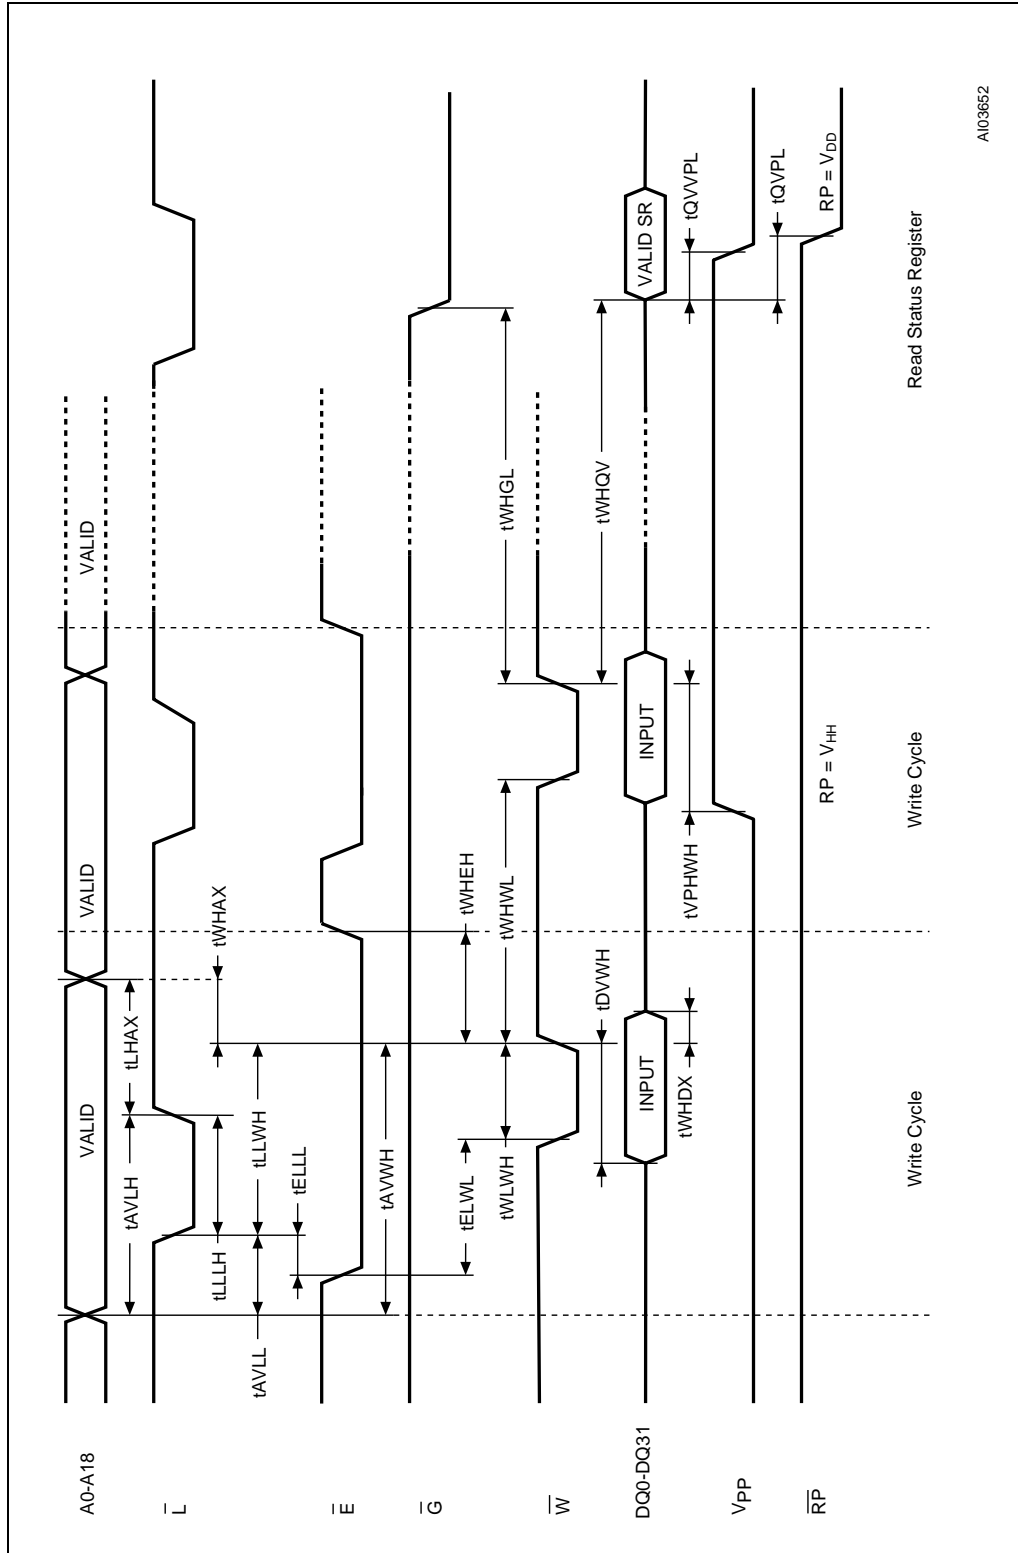 A0-A18
VALID
VALID
VALID
tAVLH
tLHAX
L
tLLLH
tWHAX
tAVLL
tLLWH
tELLL
E
tAVWH
G
tELWL
tWHEH
tWLWH
tWHWL
tWHGL
W
tDVWH
tWHQV
DQ0-DQ31
INPUT
INPUT
VALID SR
tWHDX
tVPHWH
tQVVPL
VPP
tQVPL
RP
RP = VHH
RP = VDD
Write Cycle
Write Cycle
Read Status Register
AI03652